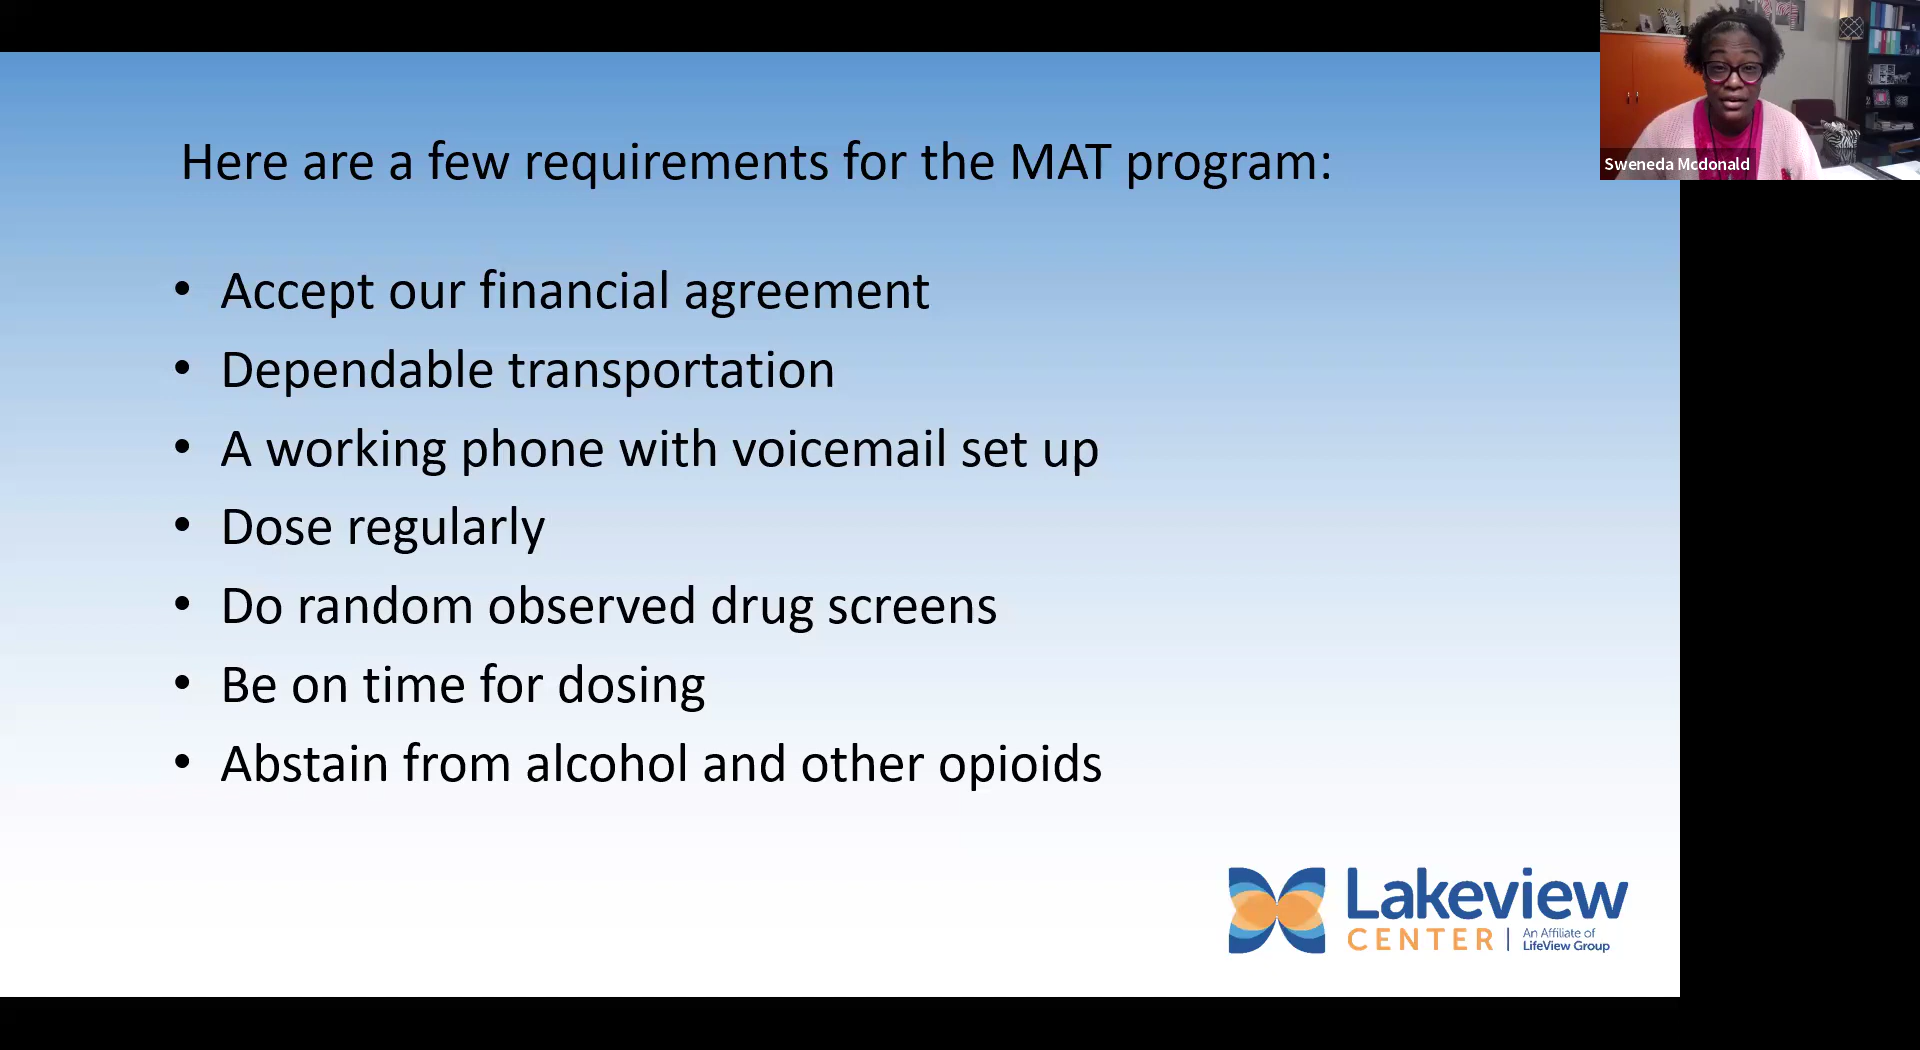 Here are a few requirements for the MAT program:
• Accept our financial agreement
• Dependable transportation
• A working phone with voicemail set up
• Dose regularly
• Do random observed drug screens
• Be on time for dosing
• Abstain from alcohol and other opioids
Sweneda Mcdonald
Lakeview
CENTER
An Affiliate of
LifeView Group